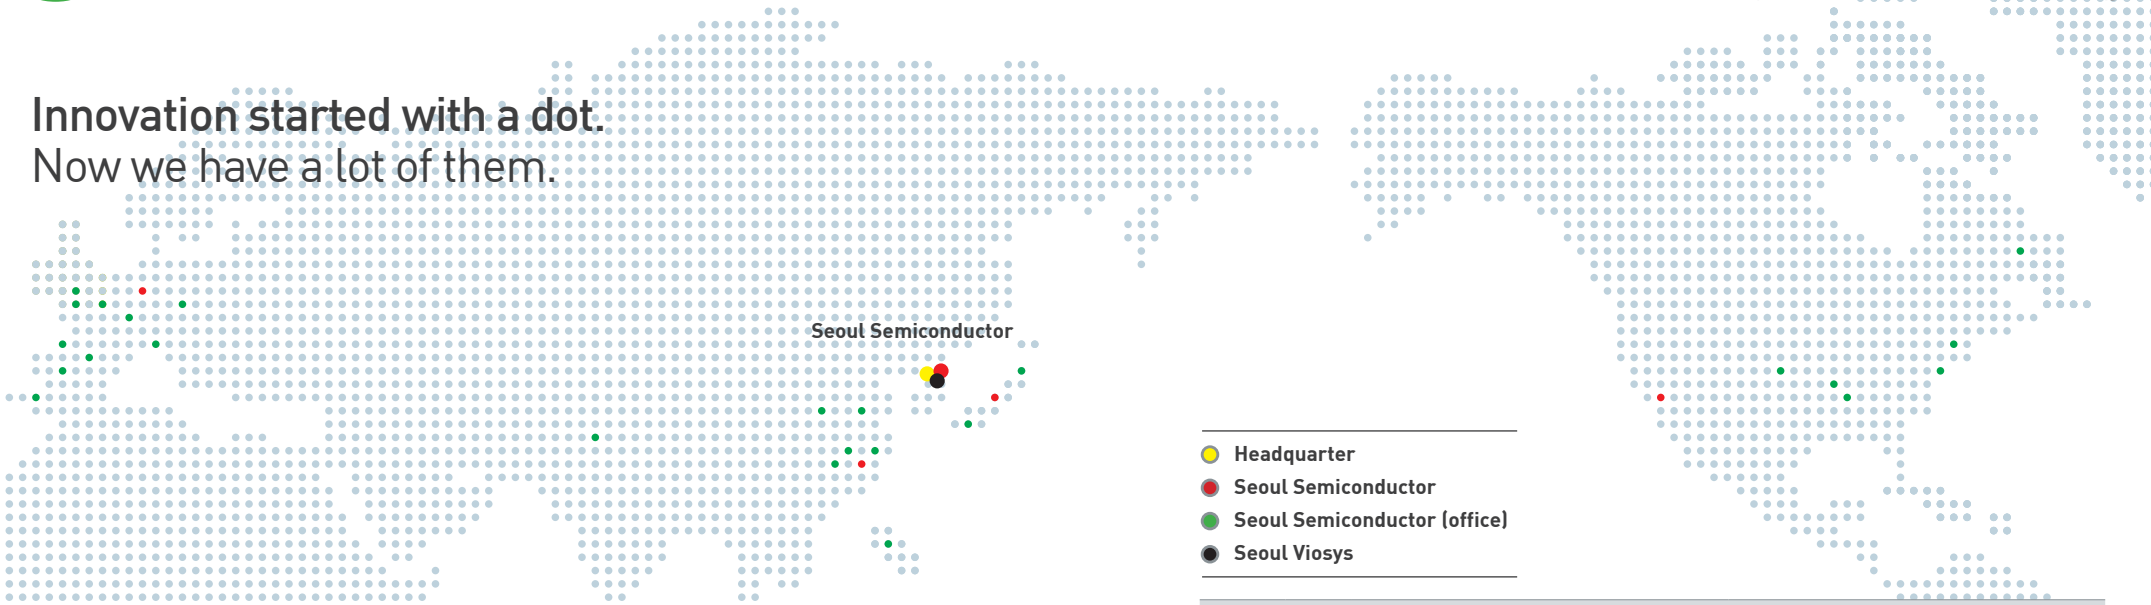 Innovation started with a dot.
Now we have a lot of them.
Seoul Semiconductor
Headquarter
Seoul Semiconductor
Seoul Semiconductor (office)
Seoul Viosys